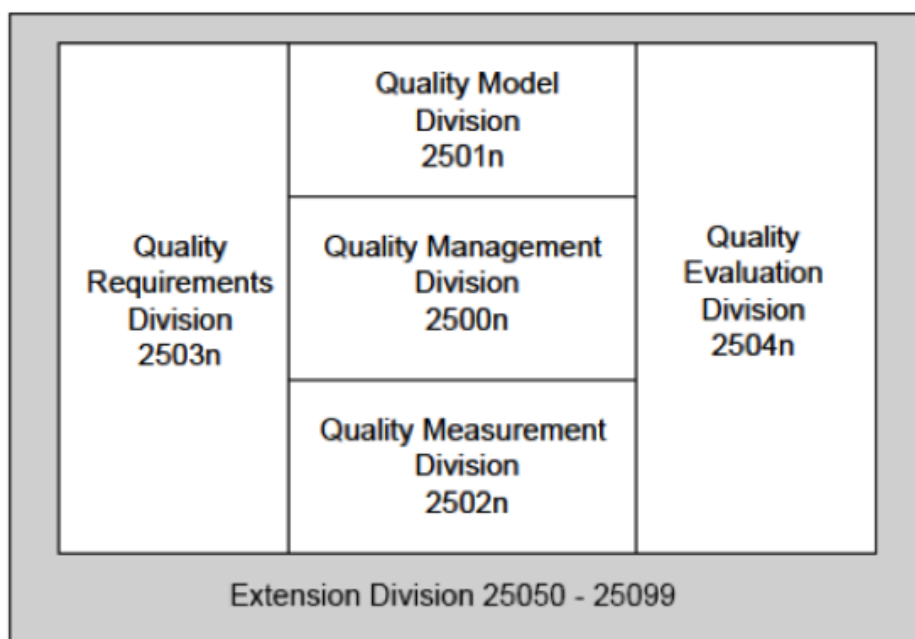 Quality Model
Division
2501n
Quality
Requirements
Division
2503n
Quality Management
Division
2500n
Quality
Evaluation
Division
2504n
Quality Measurement
Division
2502n
Extension Division 25050 - 25099